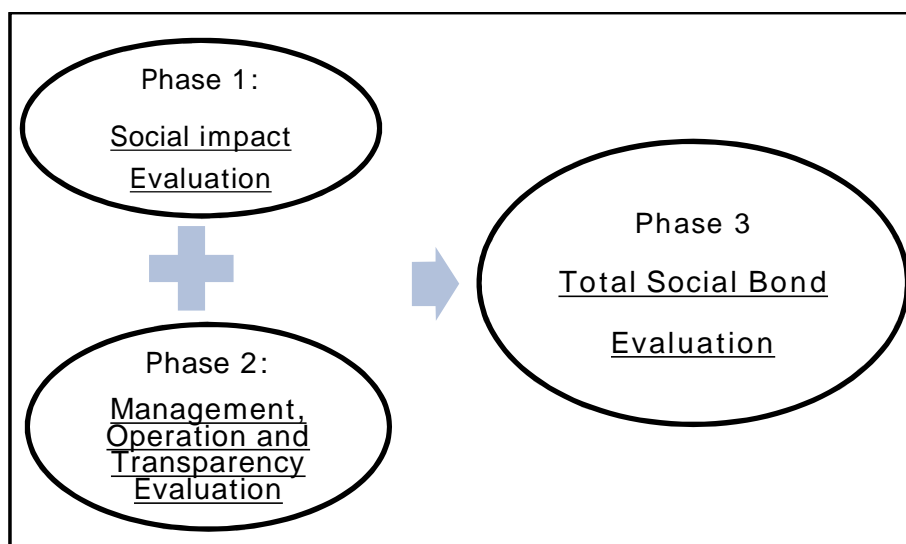 Phase 1:
Social impact
Evaluation
Phase 2:
Management,
Operation and
Transparency
Evaluation
Phase 3
Total Social Bond
Evaluation